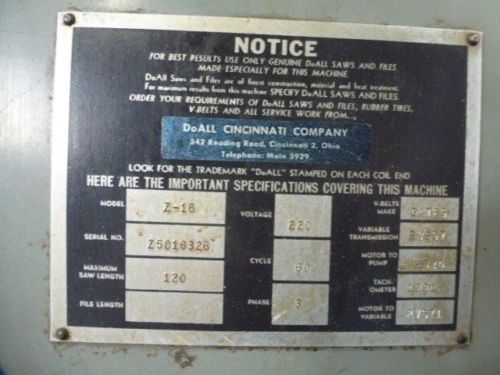 NOTICE
FOR BEST RESULTS USE ONLY GENUINE DoALL SAWS AND FILES
MADE ESPECIALLY FOR THIS MACHINE.
DoAll Saws and Files are of finest construction, material and heat treatment.
For maximum results from this machine SPECIFY DoALL SAWS AND FILES.
ORDER YOUR REQUIREMENTS OF DoALL SAWS AND FILES, RUBBER TIRES,
V-BELTS AND ALL SERVICE WORK FROM...
DoALL CINCINNATI COMPANY
342 Reading Road, Cincinnati 2, Ohio
Telephone: Main 3929
LOOK FOR THE TRADEMARK "DoALL" STAMPED ON EACH COIL END
HERE ARE THE IMPORTANT SPECIFICATIONS COVERING THIS MACHINE
MODEL Z-16
SERIAL NO. Z5016328
MAXIMUM SAW LENGTH 120
FILE LENGTH
VOLTAGE 220
CYCLE 60
PHASE 3
V-BELTS MAKE
VARIABLE TRANSMISSION
MOTOR TO PUMP
TACH-
OMETER
MOTOR TO VARIABLE